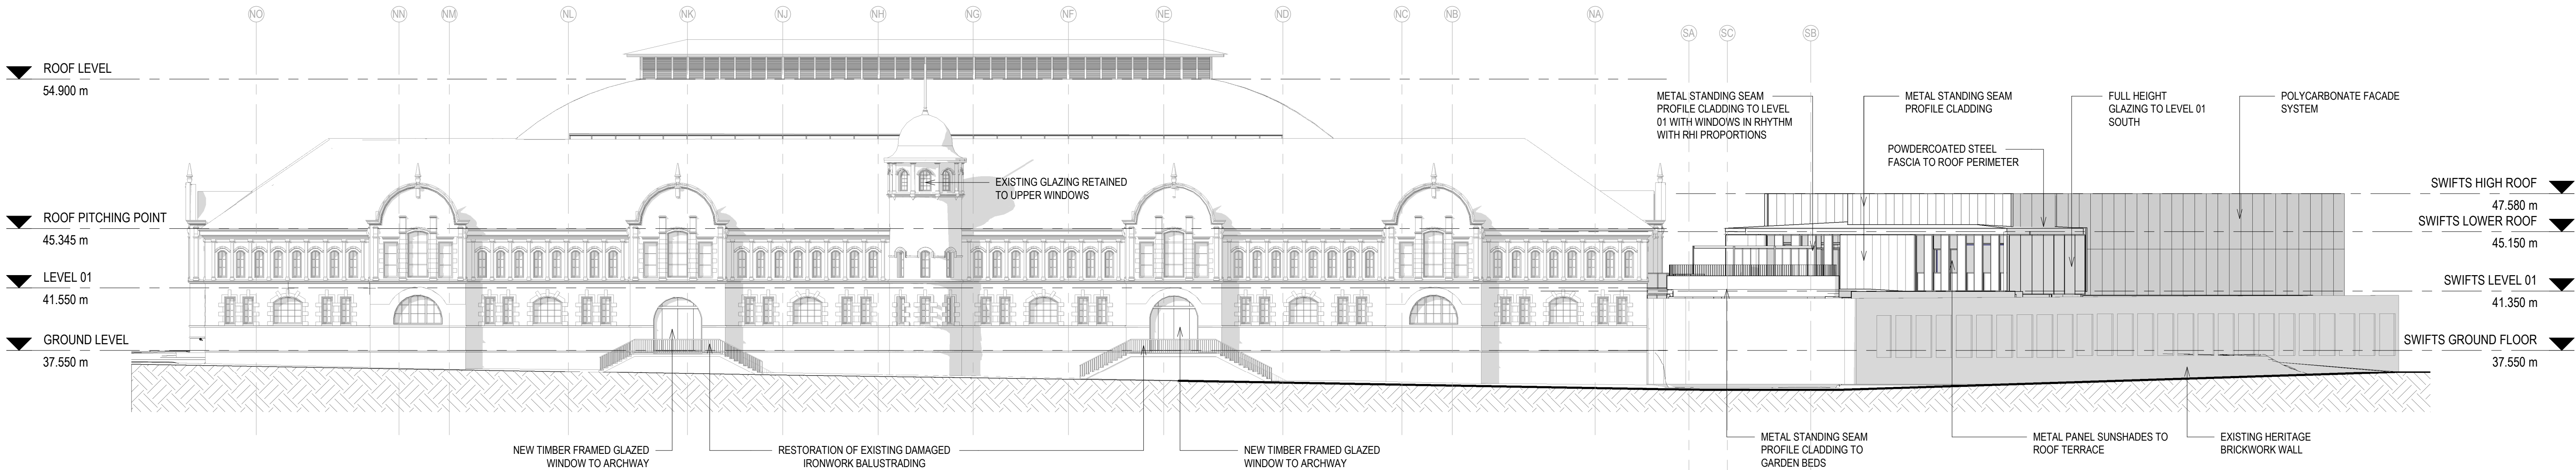 NO
NN
NM
NL
NK
NJ
NH
NG
NF
NE
ND
NC
NB
NA
SA
SC
SB
ROOF LEVEL
54.900 m
ROOF PITCHING POINT
45.345 m
LEVEL 01
41.550 m
GROUND LEVEL
37.550 m
EXISTING GLAZING RETAINED
TO UPPER WINDOWS
METAL STANDING SEAM
PROFILE CLADDING TO LEVEL
01 WITH WINDOWS IN RHYTHM
WITH RHI PROPORTIONS
METAL STANDING SEAM
PROFILE CLADDING
POWDERCOATED STEEL
FASCIA TO ROOF PERIMETER
FULL HEIGHT
GLAZING TO LEVEL 01
SOUTH
POLYCARBONATE FACADE
SYSTEM
SWIFTS HIGH ROOF
47.580 m
SWIFTS LOWER ROOF
45.150 m
SWIFTS LEVEL 01
41.350 m
SWIFTS GROUND FLOOR
37.550 m
NEW TIMBER FRAMED GLAZED
WINDOW TO ARCHWAY
RESTORATION OF EXISTING DAMAGED
IRONWORK BALUSTRADING
NEW TIMBER FRAMED GLAZED
WINDOW TO ARCHWAY
METAL STANDING SEAM
PROFILE CLADDING TO
GARDEN BEDS
METAL PANEL SUNSHADES TO
ROOF TERRACE
EXISTING HERITAGE
BRICKWORK WALL